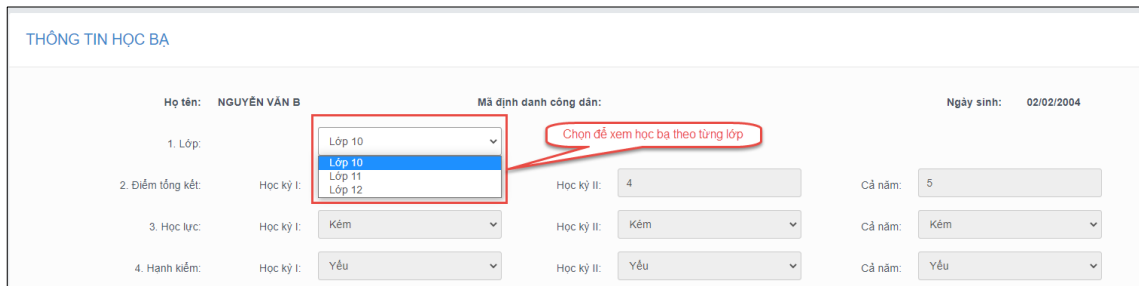 THÔNG TIN HỌC BẠ
Họ tên: NGUYỄN VĂN B Mã định danh công dân: Ngày sinh: 02/02/2004
1. Lớp: Lớp 10 Chọn để xem học bạ theo từng lớp
Lớp 10
Lớp 11
Lớp 12
2. Điểm tổng kết: Học kỳ I: Học kỳ II: 4 Cả năm: 5
3. Học lực: Học kỳ I: Kém Học kỳ II: Kém Cả năm: Kém
4. Hạnh kiểm: Học kỳ I: Yếu Học kỳ II: Yếu Cả năm: Yếu